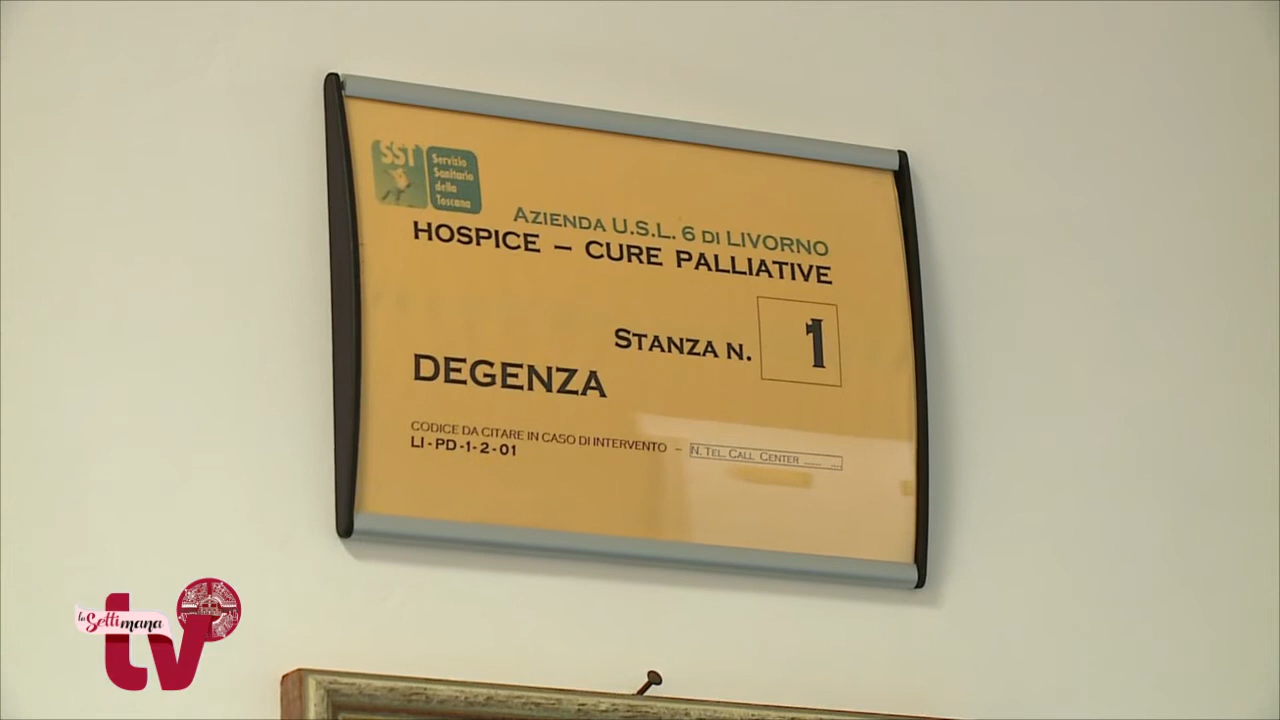 SST
Servizio
Sanitario
della
Toscana
AZIENDA U.S.L. 6 DI LIVORNO
HOSPICE – CURE PALLIATIVE
STANZA N. 1
DEGENZA
CODICE DA CITARE IN CASO DI INTERVENTO – N. TEL. CALL CENTER
LI-PD-1-2-01
la Settimana
tv